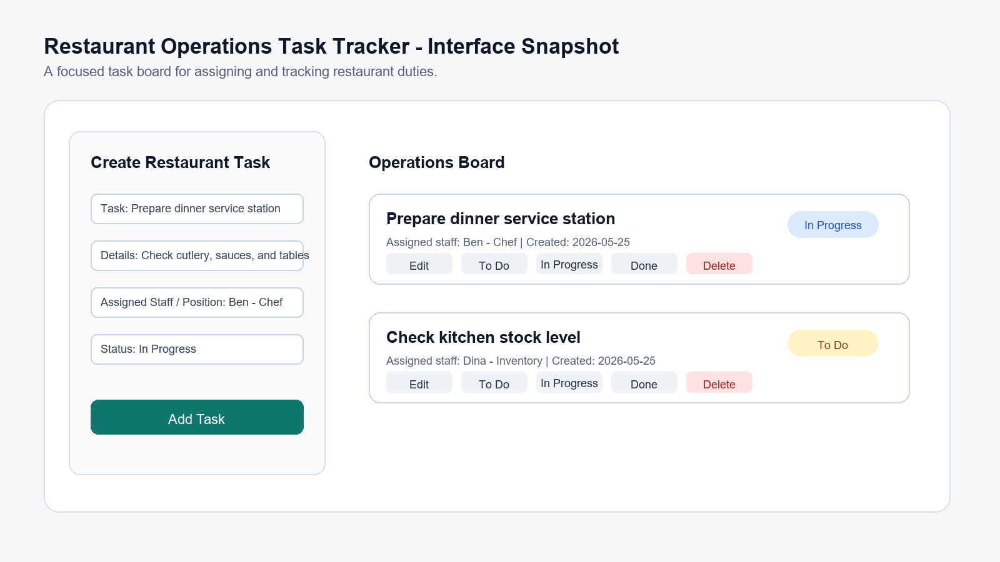 Restaurant Operations Task Tracker - Interface Snapshot
A focused task board for assigning and tracking restaurant duties.
Create Restaurant Task
Task: Prepare dinner service station
Details: Check cutlery, sauces, and tables
Assigned Staff / Position: Ben - Chef
Status: In Progress
Add Task
Operations Board
Prepare dinner service station
In Progress
Assigned staff: Ben - Chef | Created: 2026-05-25
Edit To Do In Progress Done Delete
Check kitchen stock level
To Do
Assigned staff: Dina - Inventory | Created: 2026-05-25
Edit To Do In Progress Done Delete